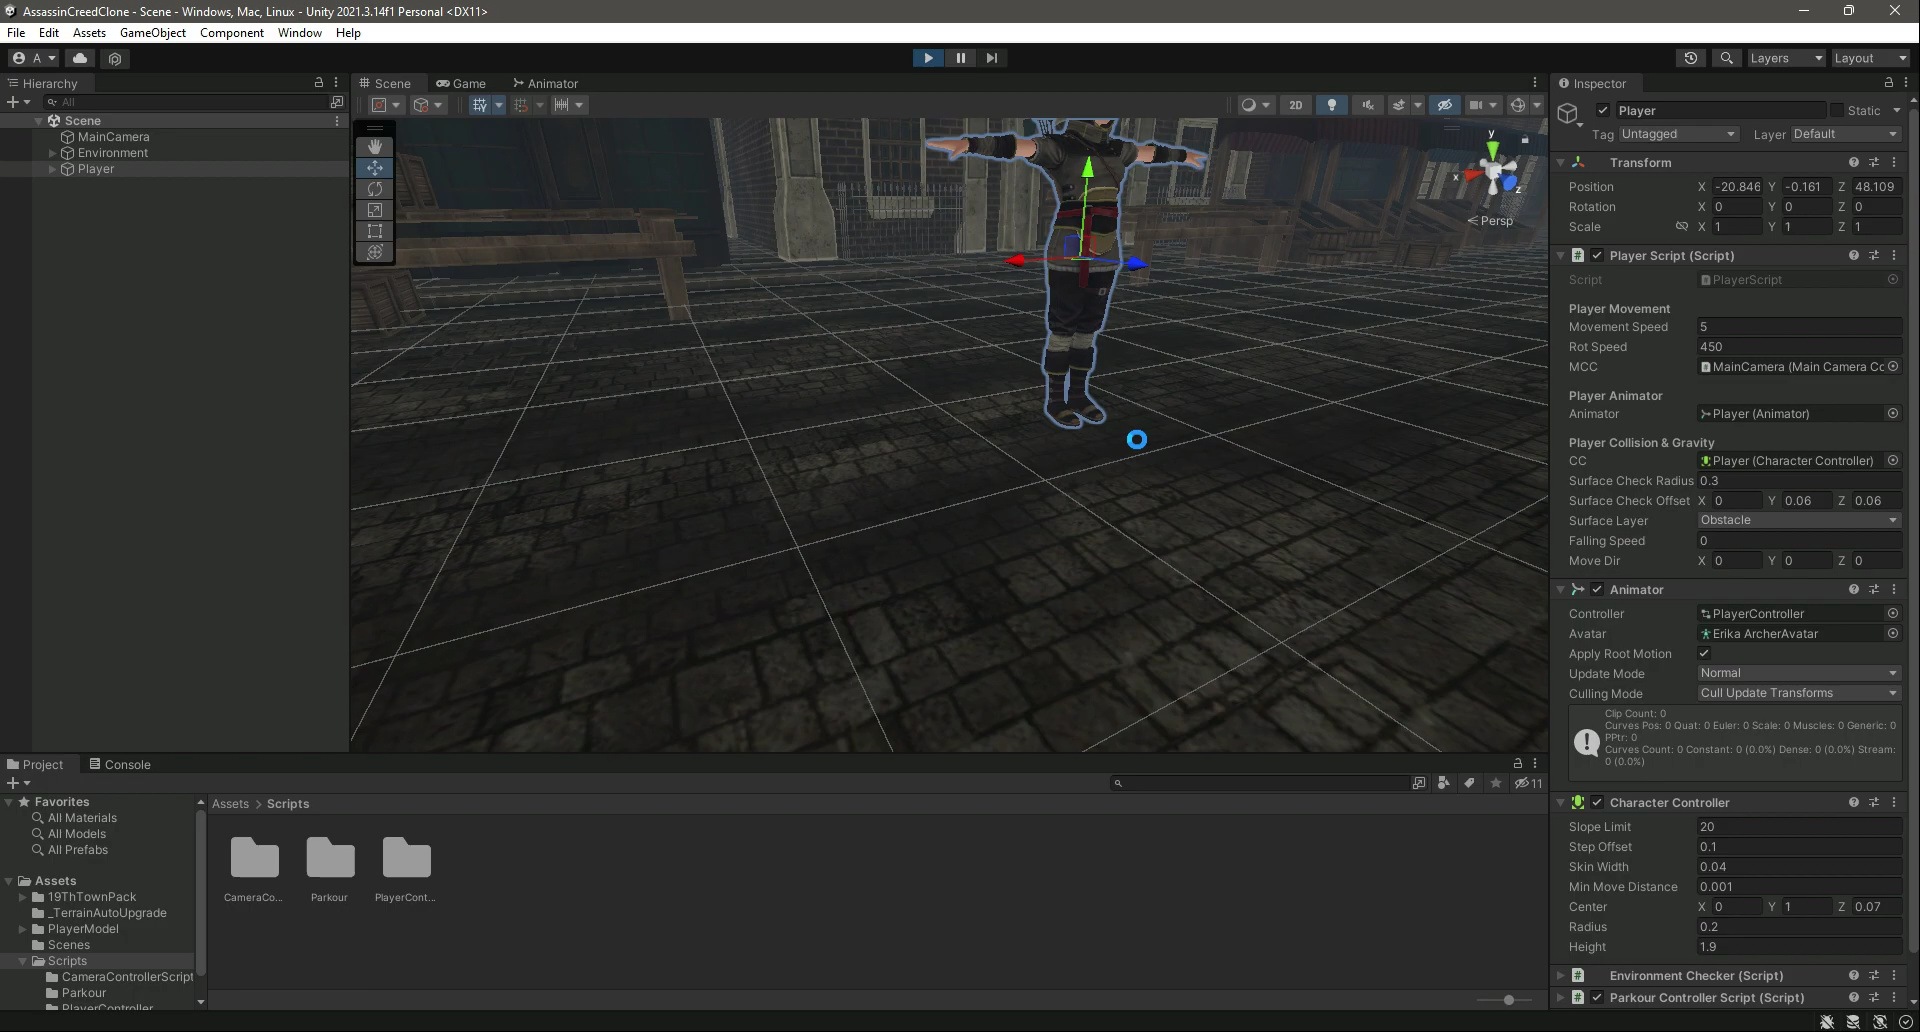 AssassinCreedClone - Scene - Windows, Mac, Linux - Unity 2021.3.14f1 Personal <DX11>
File Edit Assets GameObject Component Window Help
A Layers Layout
Hierarchy
All
Scene
MainCamera
Environment
Player
Scene Game Animator
2D
y
x
z
Persp
Inspector
Player Static
Tag Untagged Layer Default
Transform
Position X -20.846 Y -0.161 Z 48.109
Rotation X 0 Y 0 Z 0
Scale X 1 Y 1 Z 1
Player Script (Script)
Script PlayerScript
Player Movement
Movement Speed 5
Rot Speed 450
MCC MainCamera (Main Camera Cc
Player Animator
Animator Player (Animator)
Player Collision & Gravity
CC Player (Character Controller)
Surface Check Radius 0.3
Surface Check Offset X 0 Y 0.06 Z 0.06
Surface Layer Obstacle
Falling Speed 0
Move Dir X 0 Y 0 Z 0
Animator
Controller PlayerController
Avatar Erika ArcherAvatar
Apply Root Motion
Update Mode Normal
Culling Mode Cull Update Transforms
Clip Count: 0
Curves Pos: 0 Quat: 0 Euler: 0 Scale: 0 Muscles: 0 Generic: 0
PPtr: 0
Curves Count: 0 Constant: 0 (0.0%) Dense: 0 (0.0%) Stream:
0 (0.0%)
Character Controller
Slope Limit 20
Step Offset 0.1
Skin Width 0.04
Min Move Distance 0.001
Center X 0 Y 1 Z 0.07
Radius 0.2
Height 1.9
Environment Checker (Script)
Parkour Controller Script (Script)
Project Console
11
Favorites
All Materials
All Models
All Prefabs
Assets
19ThTownPack
_TerrainAutoUpgrade
PlayerModel
Scenes
Scripts
CameraControllerScript
Parkour
PlayerController
Assets > Scripts
CameraCo... Parkour PlayerCont...